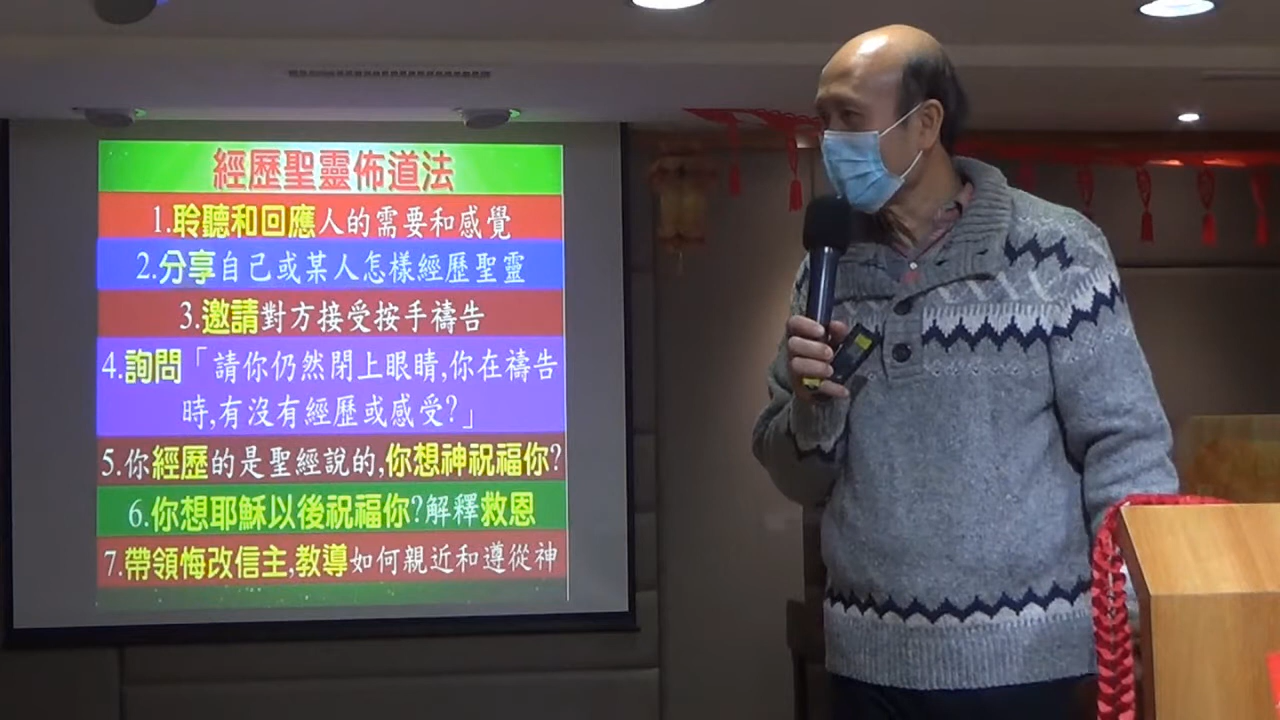 經歷聖靈佈道法
1.聆聽和回應人的需要和感覺
2.分享自己或某人怎樣經歷聖靈
3.邀請對方接受按手禱告
4.詢問「請你仍然閉上眼睛,你在禱告
時,有沒有經歷或感受?」
5.你經歷的是聖經說的,你想神祝福你?
6.你想耶穌以後祝福你?解釋救恩
7.帶領悔改信主,教導如何親近和遵從神